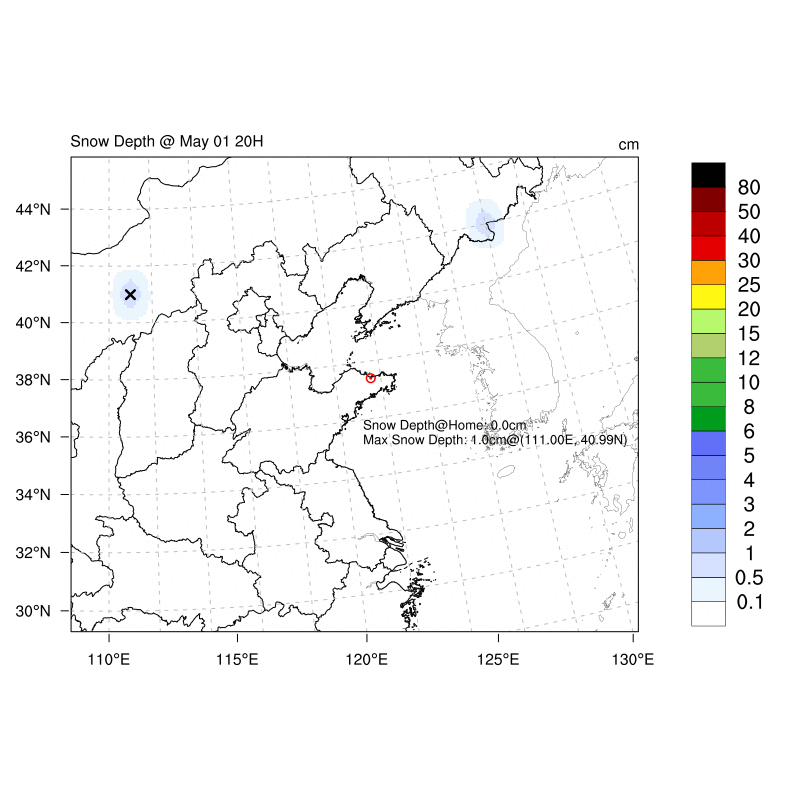 Snow Depth @ May 01 20H
cm
44°N
42°N
40°N
38°N
36°N
34°N
32°N
30°N
110°E
115°E
120°E
125°E
130°E
Snow Depth@Home: 0.0cm
Max Snow Depth: 1.0cm@(111.00E, 40.99N)
80
50
40
30
25
20
15
12
10
8
6
5
4
3
2
1
0.5
0.1